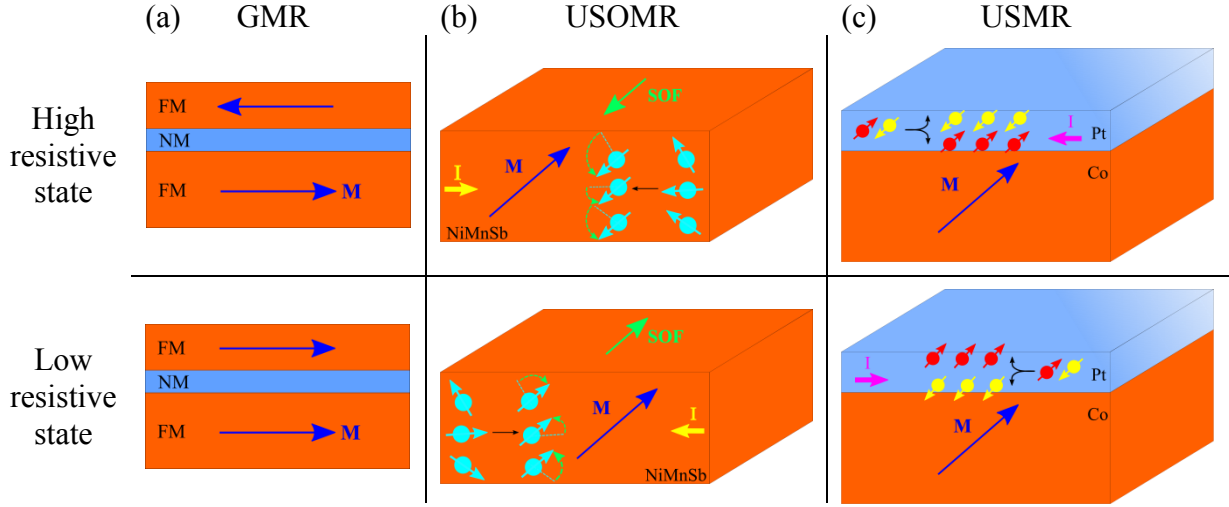 (a) GMR
(b) USOMR
(c) USMR
High
resistive
state
FM
NM
FM M
SOF
M
I
NiMnSb
I
Pt
M
Co
Low
resistive
state
FM
NM
FM M
SOF
M
I
NiMnSb
I
Pt
M
Co